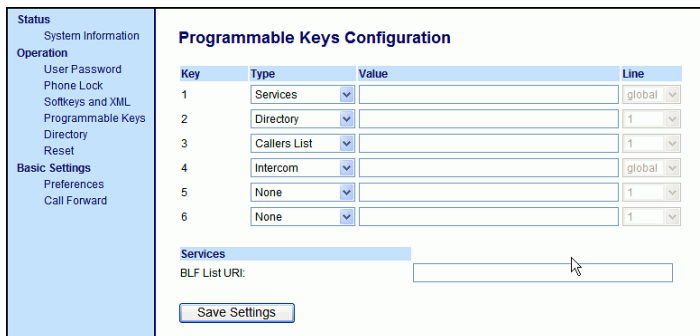 Status
System Information
Operation
User Password
Phone Lock
Softkeys and XML
Programmable Keys
Directory
Reset
Basic Settings
Preferences
Call Forward
Programmable Keys Configuration
Key Type Value Line
1 Services global
2 Directory 1
3 Callers List 1
4 Intercom global
5 None 1
6 None 1
Services
BLF List URI:
Save Settings